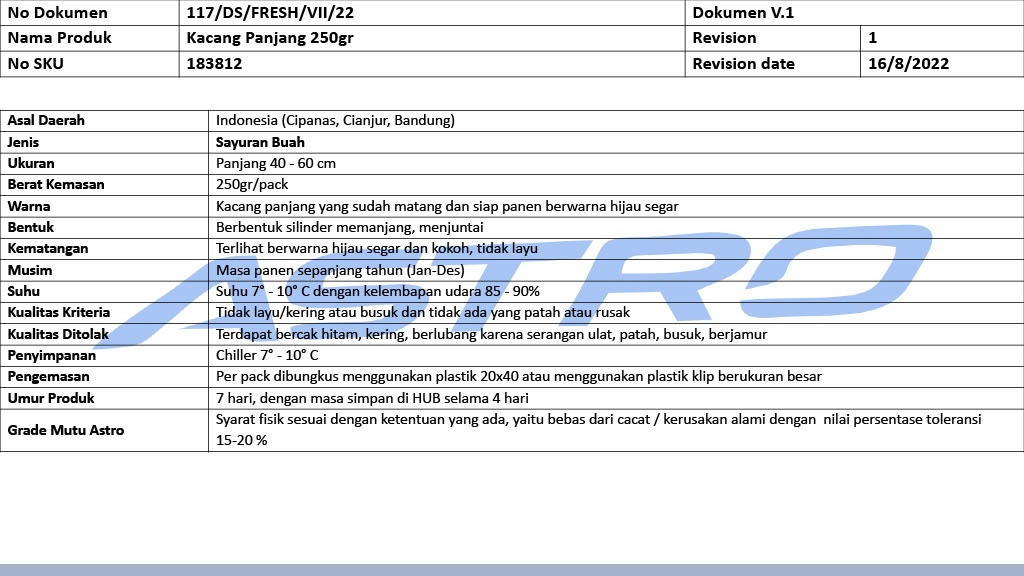 No Dokumen 117/DS/FRESH/VII/22 Dokumen V.1
Nama Produk Kacang Panjang 250gr Revision 1
No SKU 183812 Revision date 16/8/2022
Asal Daerah Indonesia (Cipanas, Cianjur, Bandung)
Jenis Sayuran Buah
Ukuran Panjang 40 - 60 cm
Berat Kemasan 250gr/pack
Warna Kacang panjang yang sudah matang dan siap panen berwarna hijau segar
Bentuk Berbentuk silinder memanjang, menjuntai
Kematangan Terlihat berwarna hijau segar dan kokoh, tidak layu
Musim Masa panen sepanjang tahun (Jan-Des)
Suhu Suhu 7° - 10° C dengan kelembapan udara 85 - 90%
Kualitas Kriteria Tidak layu/kering atau busuk dan tidak ada yang patah atau rusak
Kualitas Ditolak Terdapat bercak hitam, kering, berlubang karena serangan ulat, patah, busuk, berjamur
Penyimpanan Chiller 7° - 10° C
Pengemasan Per pack dibungkus menggunakan plastik 20x40 atau menggunakan plastik klip berukuran besar
Umur Produk 7 hari, dengan masa simpan di HUB selama 4 hari
Grade Mutu Astro Syarat fisik sesuai dengan ketentuan yang ada, yaitu bebas dari cacat / kerusakan alami dengan  nilai persentase toleransi
15-20 %
ASTRO